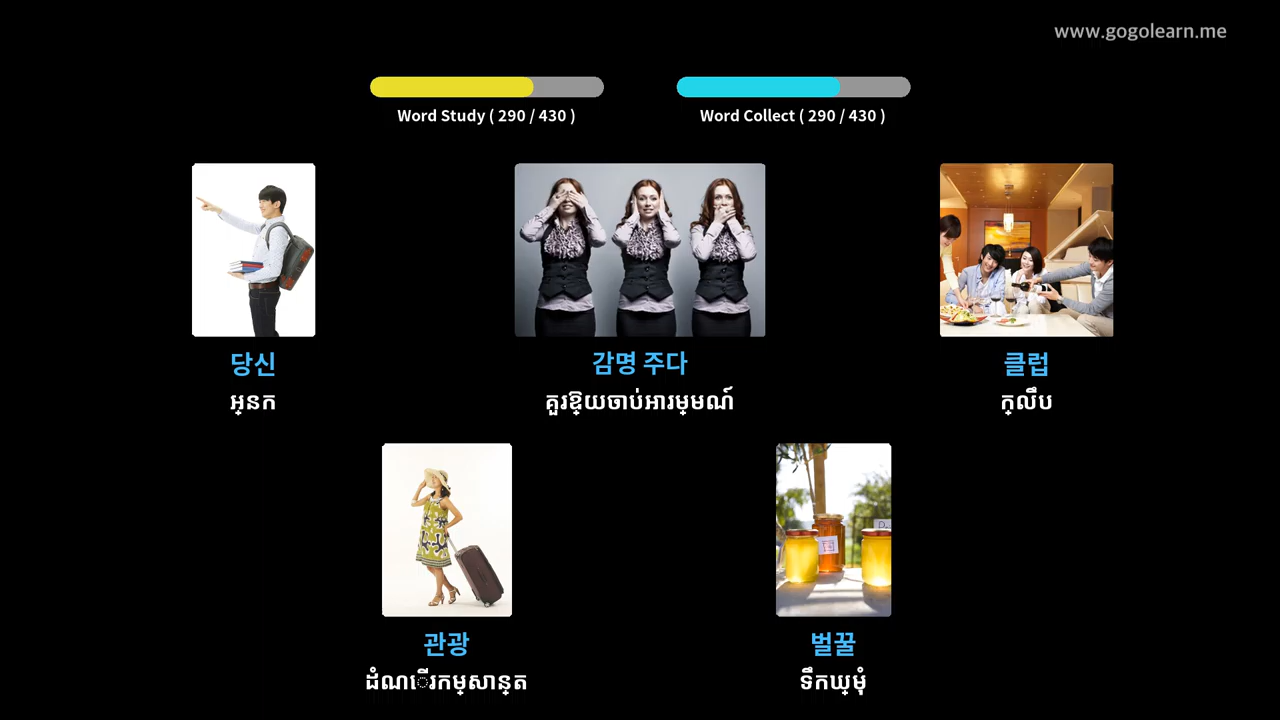 www.gogolearn.me
Word Study ( 290 / 430 )
Word Collect ( 290 / 430 )
당신
អ្នក
감명 주다
គួរឱ្យចាប់អារម្មណ៍
클럽
ក្លឹប
관광
ដំណើរកម្សាន្ត
벌꿀
ទឹកឃ្មុំ